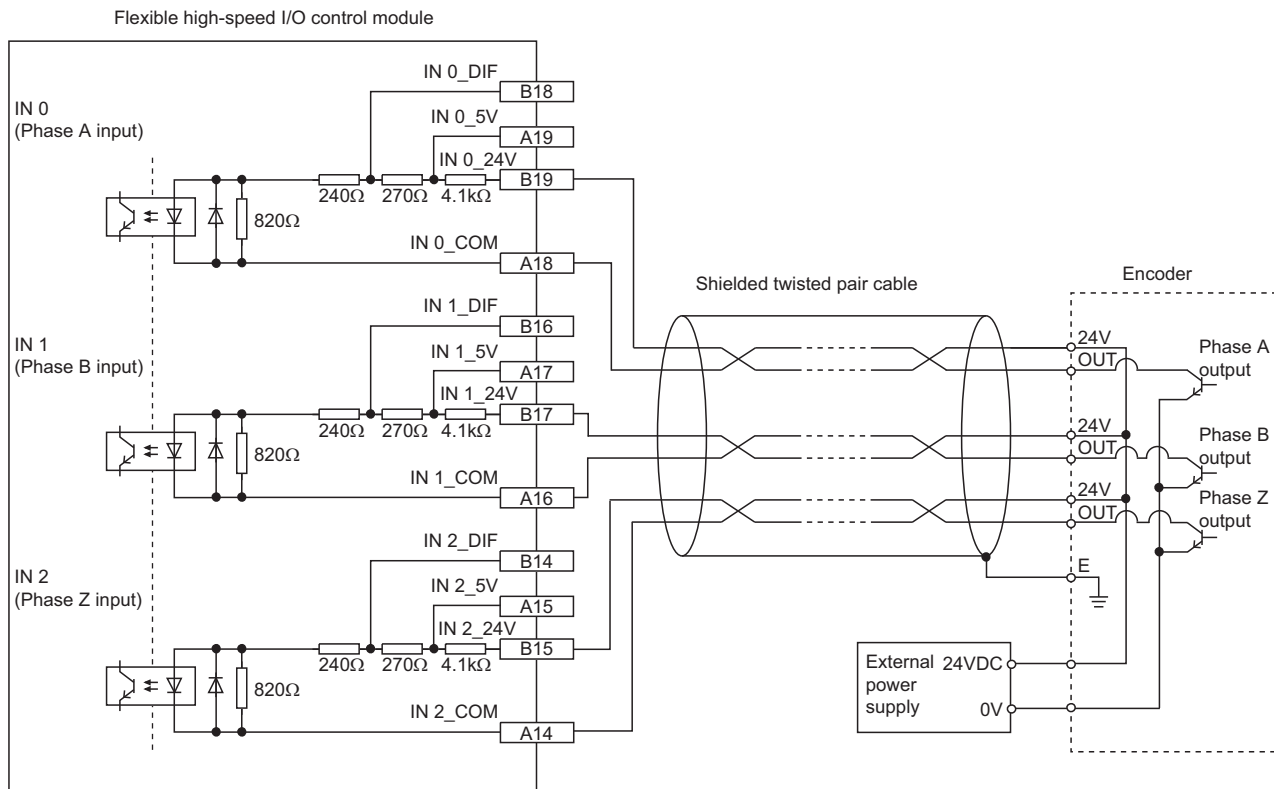 Flexible high-speed I/O control module
IN 0
(Phase A input)
IN 0_DIF
B18
IN 0_5V
A19
IN 0_24V
B19
240Ω
270Ω
4.1kΩ
820Ω
IN 0_COM
A18
IN 1
(Phase B input)
IN 1_DIF
B16
IN 1_5V
A17
IN 1_24V
B17
240Ω
270Ω
4.1kΩ
820Ω
IN 1_COM
A16
IN 2
(Phase Z input)
IN 2_DIF
B14
IN 2_5V
A15
IN 2_24V
B15
240Ω
270Ω
4.1kΩ
820Ω
IN 2_COM
A14
Shielded twisted pair cable
Encoder
24V
OUT
Phase A
output
24V
OUT
Phase B
output
24V
OUT
Phase Z
output
E
External
power
supply
24VDC
0V